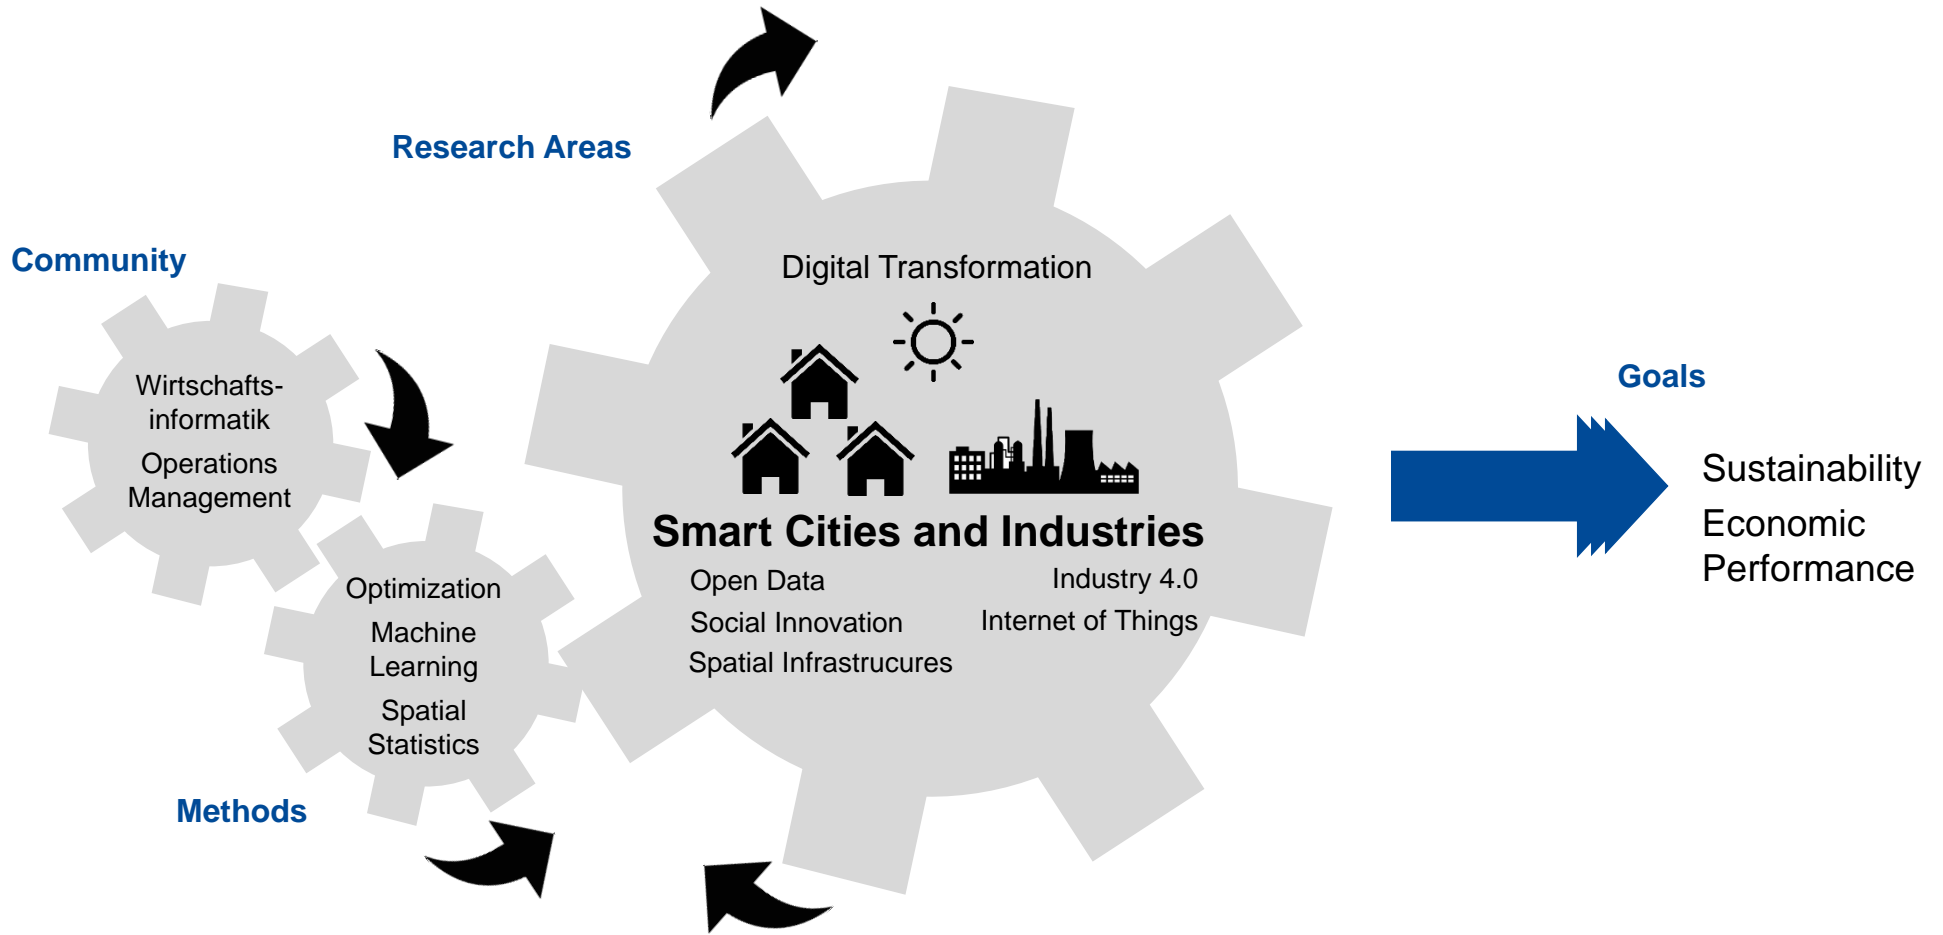 Research Areas
Community
Wirtschafts-
informatik
Operations
Management
Optimization
Machine
Learning
Spatial
Statistics
Methods
Digital Transformation
Smart Cities and Industries
Open Data
Social Innovation
Spatial Infrastrucures
Industry 4.0
Internet of Things
Goals
Sustainability
Economic
Performance